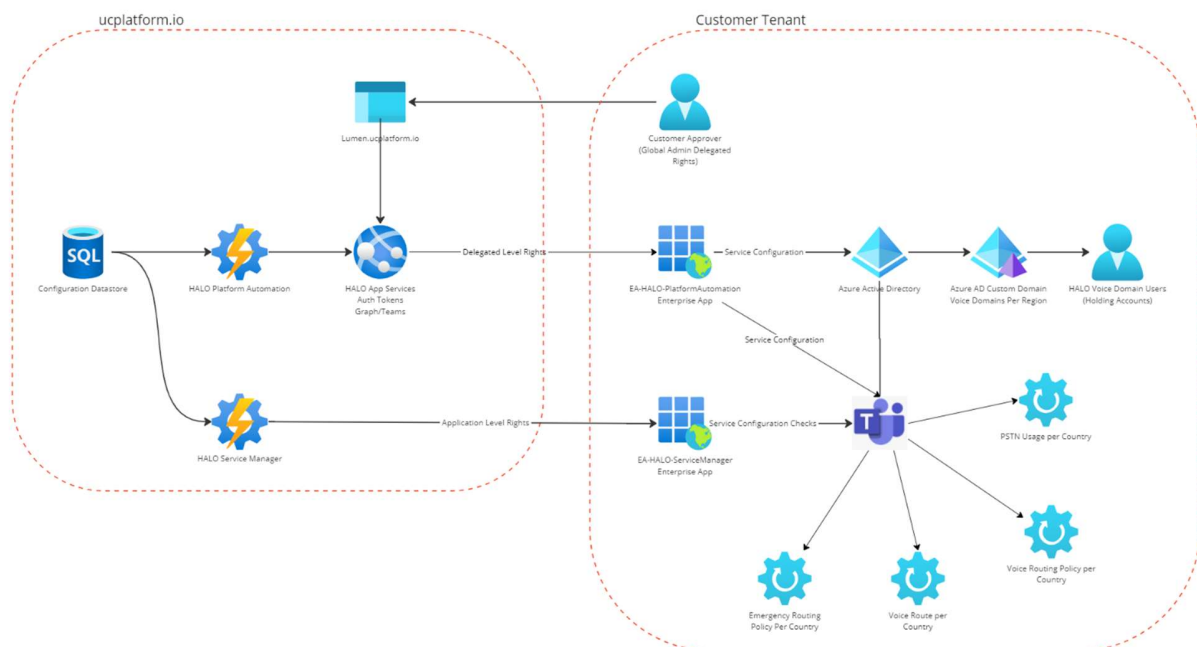 ucplatform.io
Customer Tenant
Lumen.ucplatform.io
Customer Approver
(Global Admin Delegated
Rights)
SQL
Configuration Datastore
HALO Platform Automation
HALO App Services
Auth Tokens
Graph/Teams
Delegated Level Rights
EA-HALO-PlatformAutomation
Enterprise App
Service Configuration
Azure Active Directory
Azure AD Custom Domain
Voice Domains Per Region
HALO Voice Domain Users
(Holding Accounts)
Service Configuration
HALO Service Manager
Application Level Rights
EA-HALO-ServiceManager
Enterprise App
Service Configuration Checks
T
PSTN Usage per Country
Voice Routing Policy per
Country
Emergency Routing
Policy Per Country
Voice Route per
Country